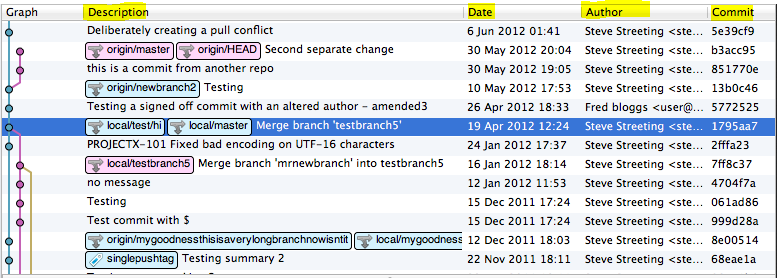 Graph Description Date Author Commit
Deliberately creating a pull conflict 6 Jun 2012 01:41 Steve Streeting <ste... 5e39cf9
origin/master origin/HEAD Second separate change 30 May 2012 20:04 Steve Streeting <ste... b3acc95
this is a commit from another repo 30 May 2012 19:05 Steve Streeting <ste... 851770e
origin/newbranch2 Testing 10 May 2012 17:53 Steve Streeting <ste... 13b0c46
Testing a signed off commit with an altered author - amended3 26 Apr 2012 18:33 Fred bloggs <user@... 5772525
local/test/hi local/master Merge branch 'testbranch5' 19 Apr 2012 12:24 Steve Streeting <ste... 1795aa7
PROJECTX-101 Fixed bad encoding on UTF-16 characters 24 Jan 2012 17:37 Steve Streeting <ste... 2fffa23
local/testbranch5 Merge branch 'mrnewbranch' into testbranch5 16 Jan 2012 18:14 Steve Streeting <ste... 7ff8c37
no message 12 Jan 2012 11:53 Steve Streeting <ste... 4704f7a
Testing 15 Dec 2011 17:24 Steve Streeting <ste... 061ad86
Test commit with $ 15 Dec 2011 17:24 Steve Streeting <ste... 999d28a
origin/mygoodnessthisisaverylongbranchnowisntit local/mygoodness 12 Dec 2011 18:03 Steve Streeting <ste... 8e00514
singlepushtag Testing summary 2 22 Nov 2011 18:11 Steve Streeting <ste... 68eae1a